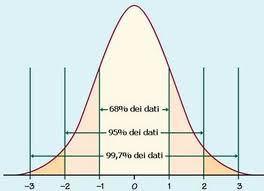 68% dei dati
95% dei dati
99,7% dei dati
–3 –2 –1 0 1 2 3